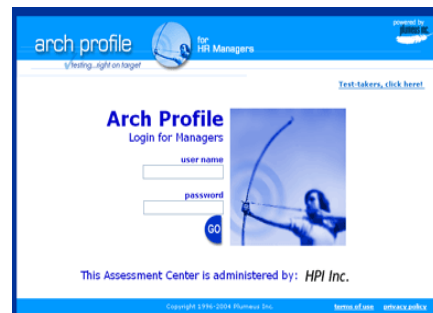 powered by
Plumeus Inc.
arch profile
for
HR Managers
testing...right on target
Test-takers, click here!
Arch Profile
Login for Managers
user name
password
GO
This Assessment Center is administered by: HPI Inc.
Copyright 1996-2004 Plumeus Inc.
terms of use privacy policy